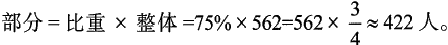 部分 = 比重 × 整体 =75%×562=562× 3/4 ≈ 422 人。